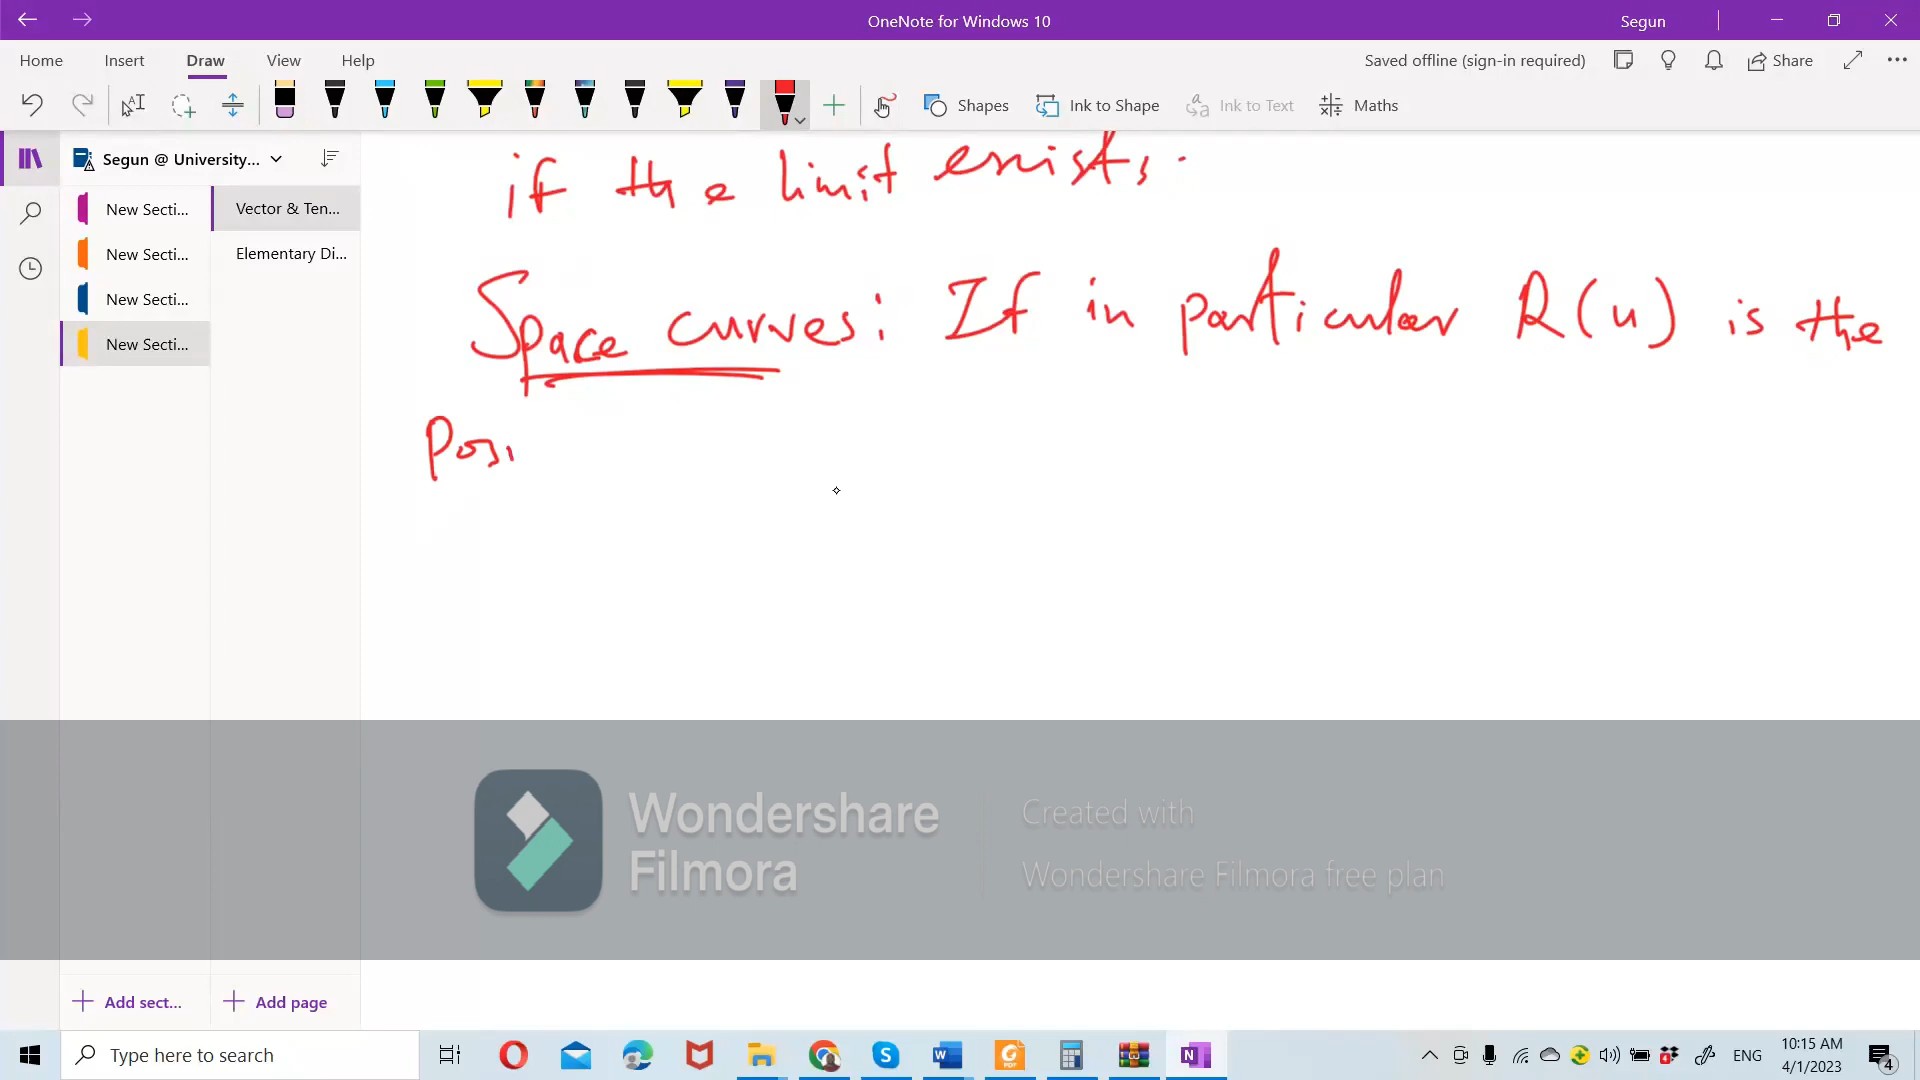 OneNote for Windows 10
Segun
Home Insert Draw View Help
Saved offline (sign-in required)
Share
Shapes
Ink to Shape
Ink to Text
Maths
Segun @ University...
New Secti...
New Secti...
New Secti...
New Secti...
Vector & Ten...
Elementary Di...
if the limit exists.
Space curves: If in particular R(u) is the
Posi
Wondershare
Filmora
Created with
Wondershare Filmora free plan
Add sect...
Add page
Type here to search
ENG
10:15 AM
4/1/2023
4